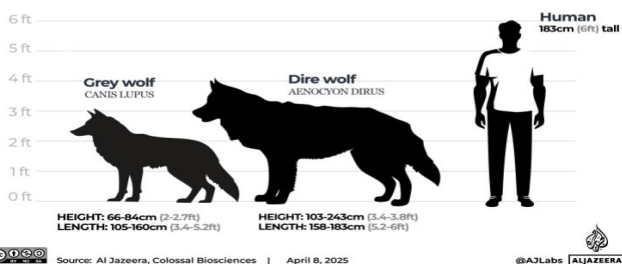 6 ft
5 ft
4 ft
3 ft
2 ft
1 ft
0 ft
Grey wolf
CANIS LUPUS
Dire wolf
AENOCYON DIRUS
Human
183cm (6ft) tall
HEIGHT: 66-84cm (2-2.7ft)
LENGTH: 105-160cm (3.4-5.2ft)
HEIGHT: 103-243cm (3.4-3.8ft)
LENGTH: 158-183cm (5.2-6ft)
Source: Al Jazeera, Colossal Biosciences | April 8, 2025
@AJLabs ALJAZEERA